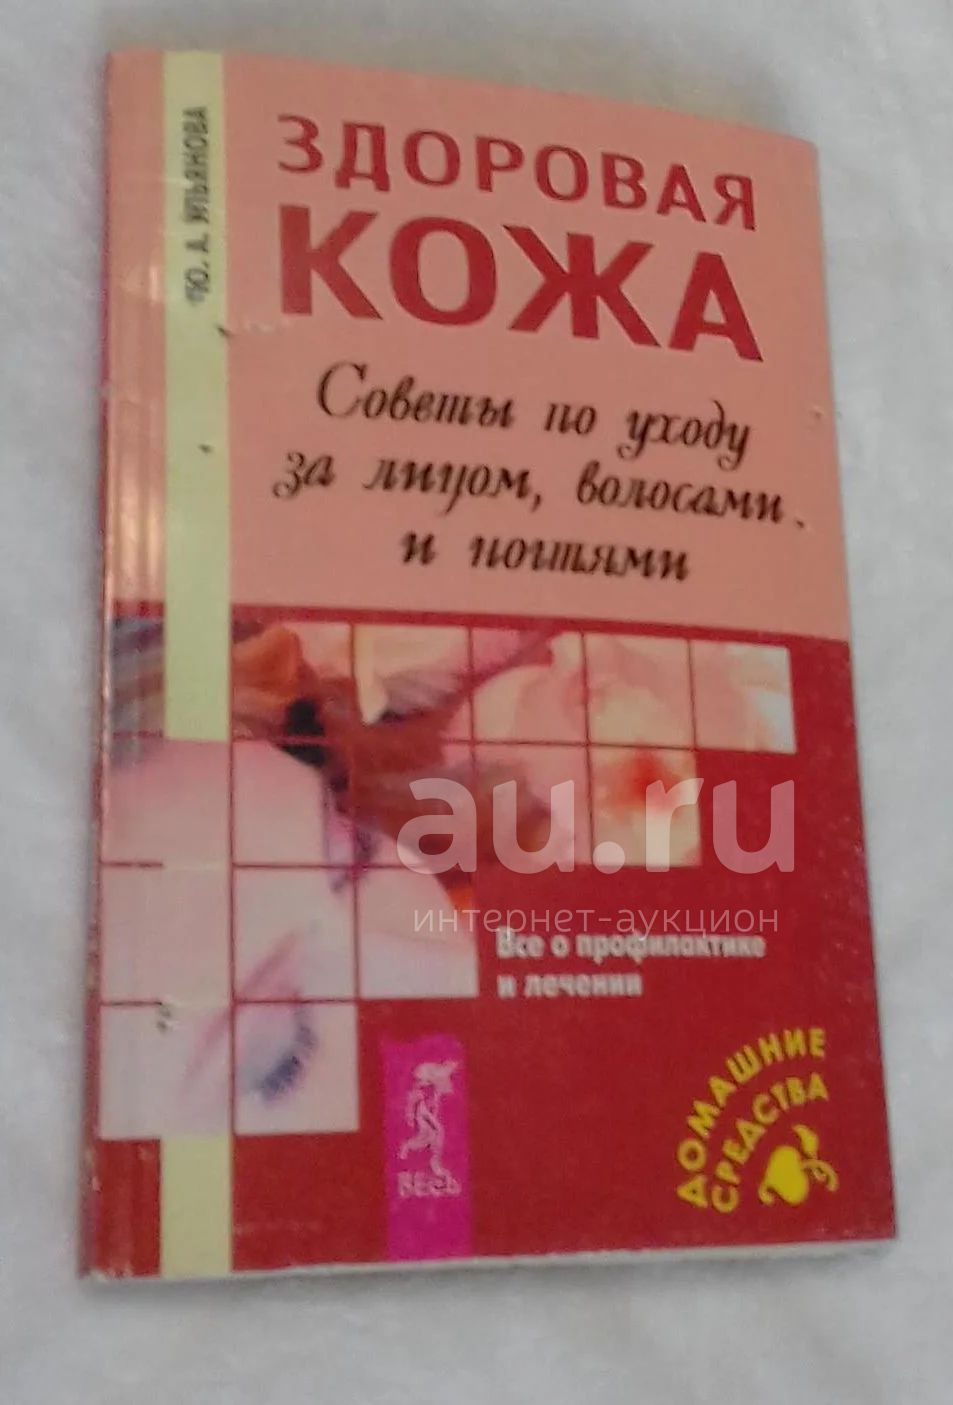 Ю. А. УЛЬЯНОВА
ЗДОРОВАЯ
КОЖА
Советы по уходу
за лицом, волосами
и ногтями
au.ru
интернет-аукцион
Все о профилактике
и лечении
ВЕСЬ
ДОМАШНИЕ
СРЕДСТВА